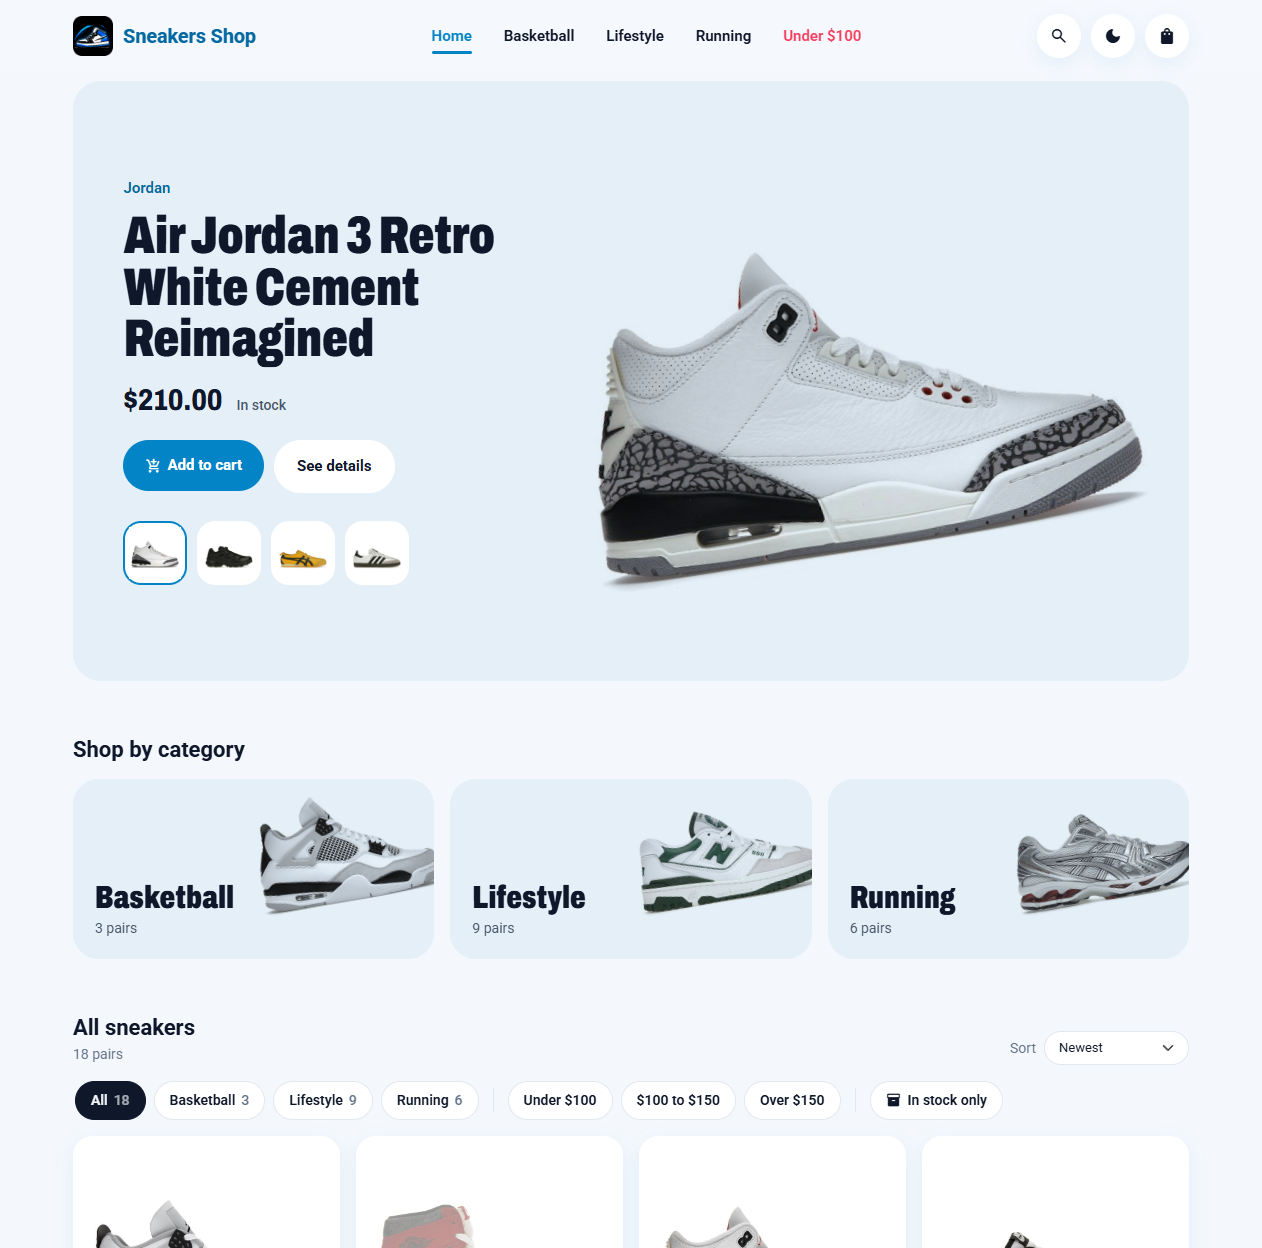 Sneakers Shop
Home Basketball Lifestyle Running Under $100
Jordan
Air Jordan 3 Retro
White Cement
Reimagined
$210.00 In stock
Add to cart See details
Shop by category
Basketball
3 pairs
Lifestyle
9 pairs
Running
6 pairs
All sneakers
18 pairs
Sort Newest
All 18 Basketball 3 Lifestyle 9 Running 6 Under $100 $100 to $150 Over $150 In stock only